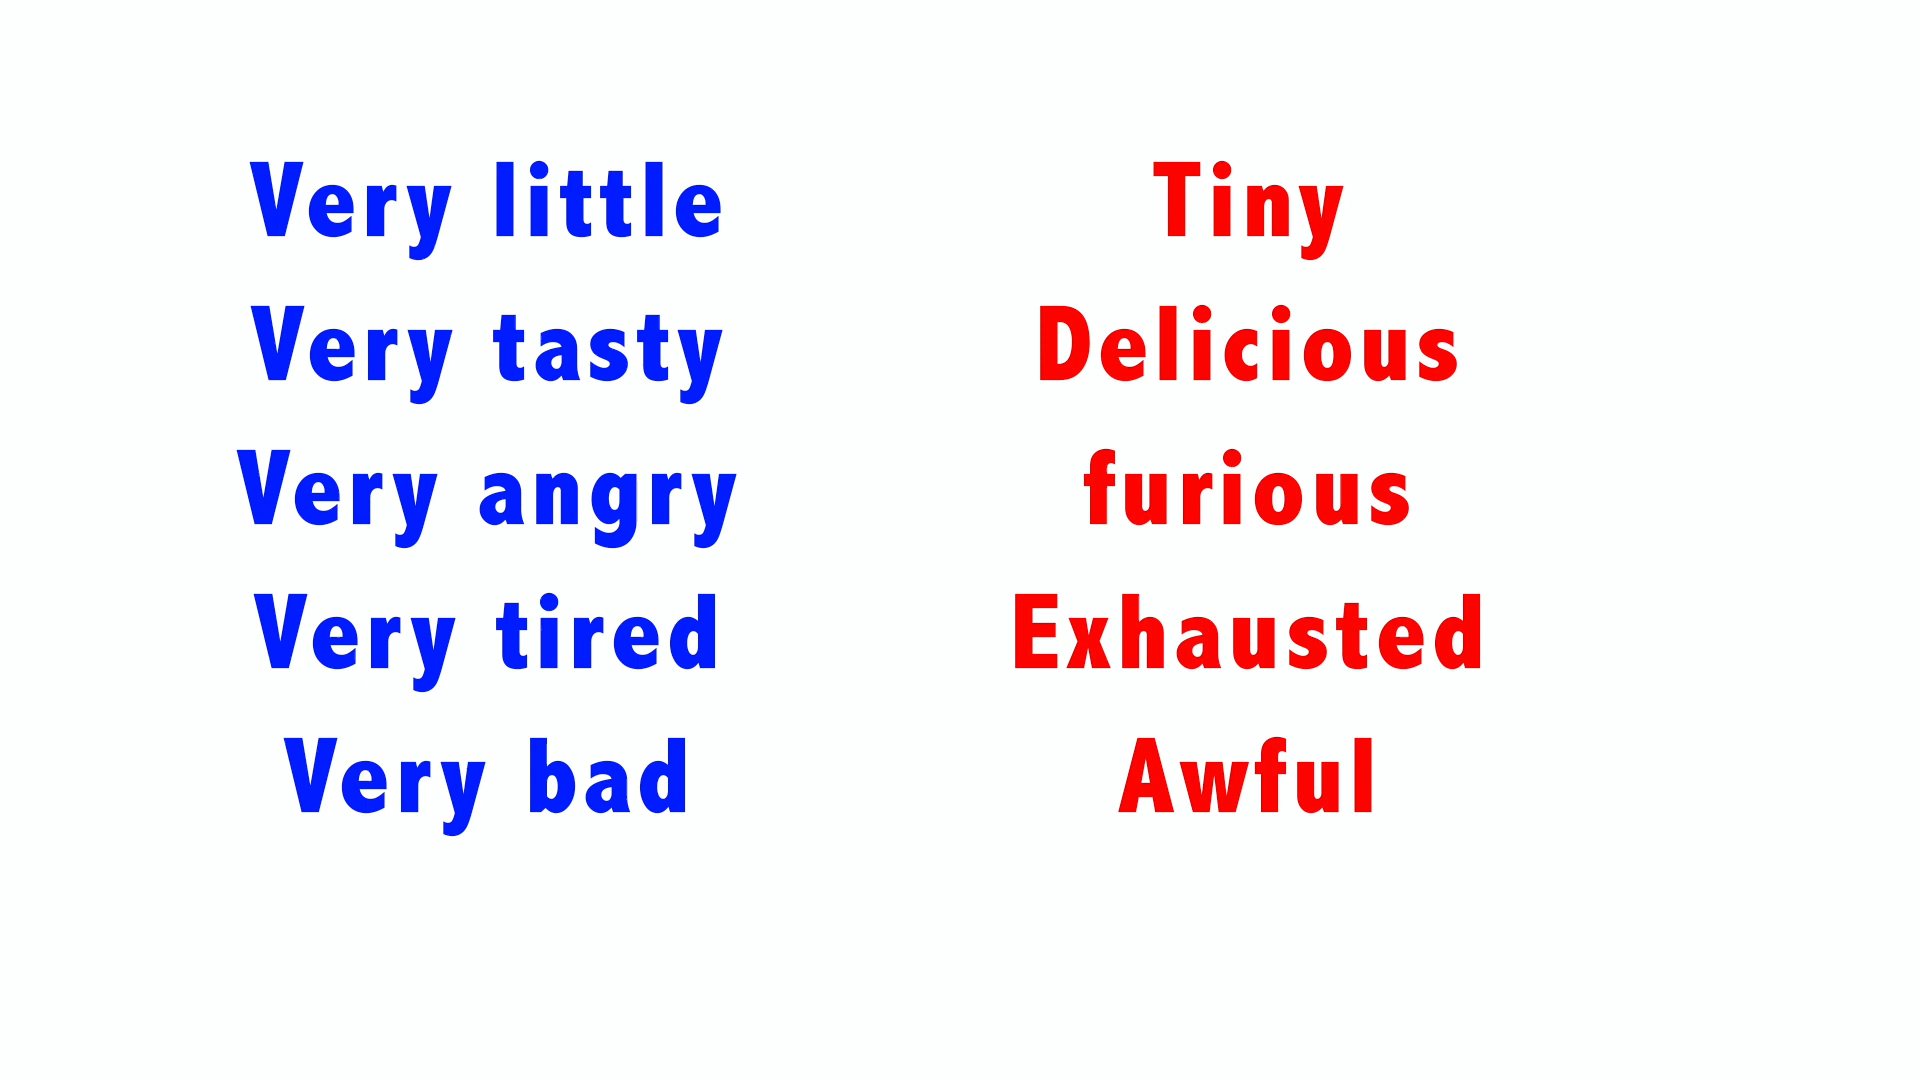 Very little Tiny
Very tasty Delicious
Very angry furious
Very tired Exhausted
Very bad Awful